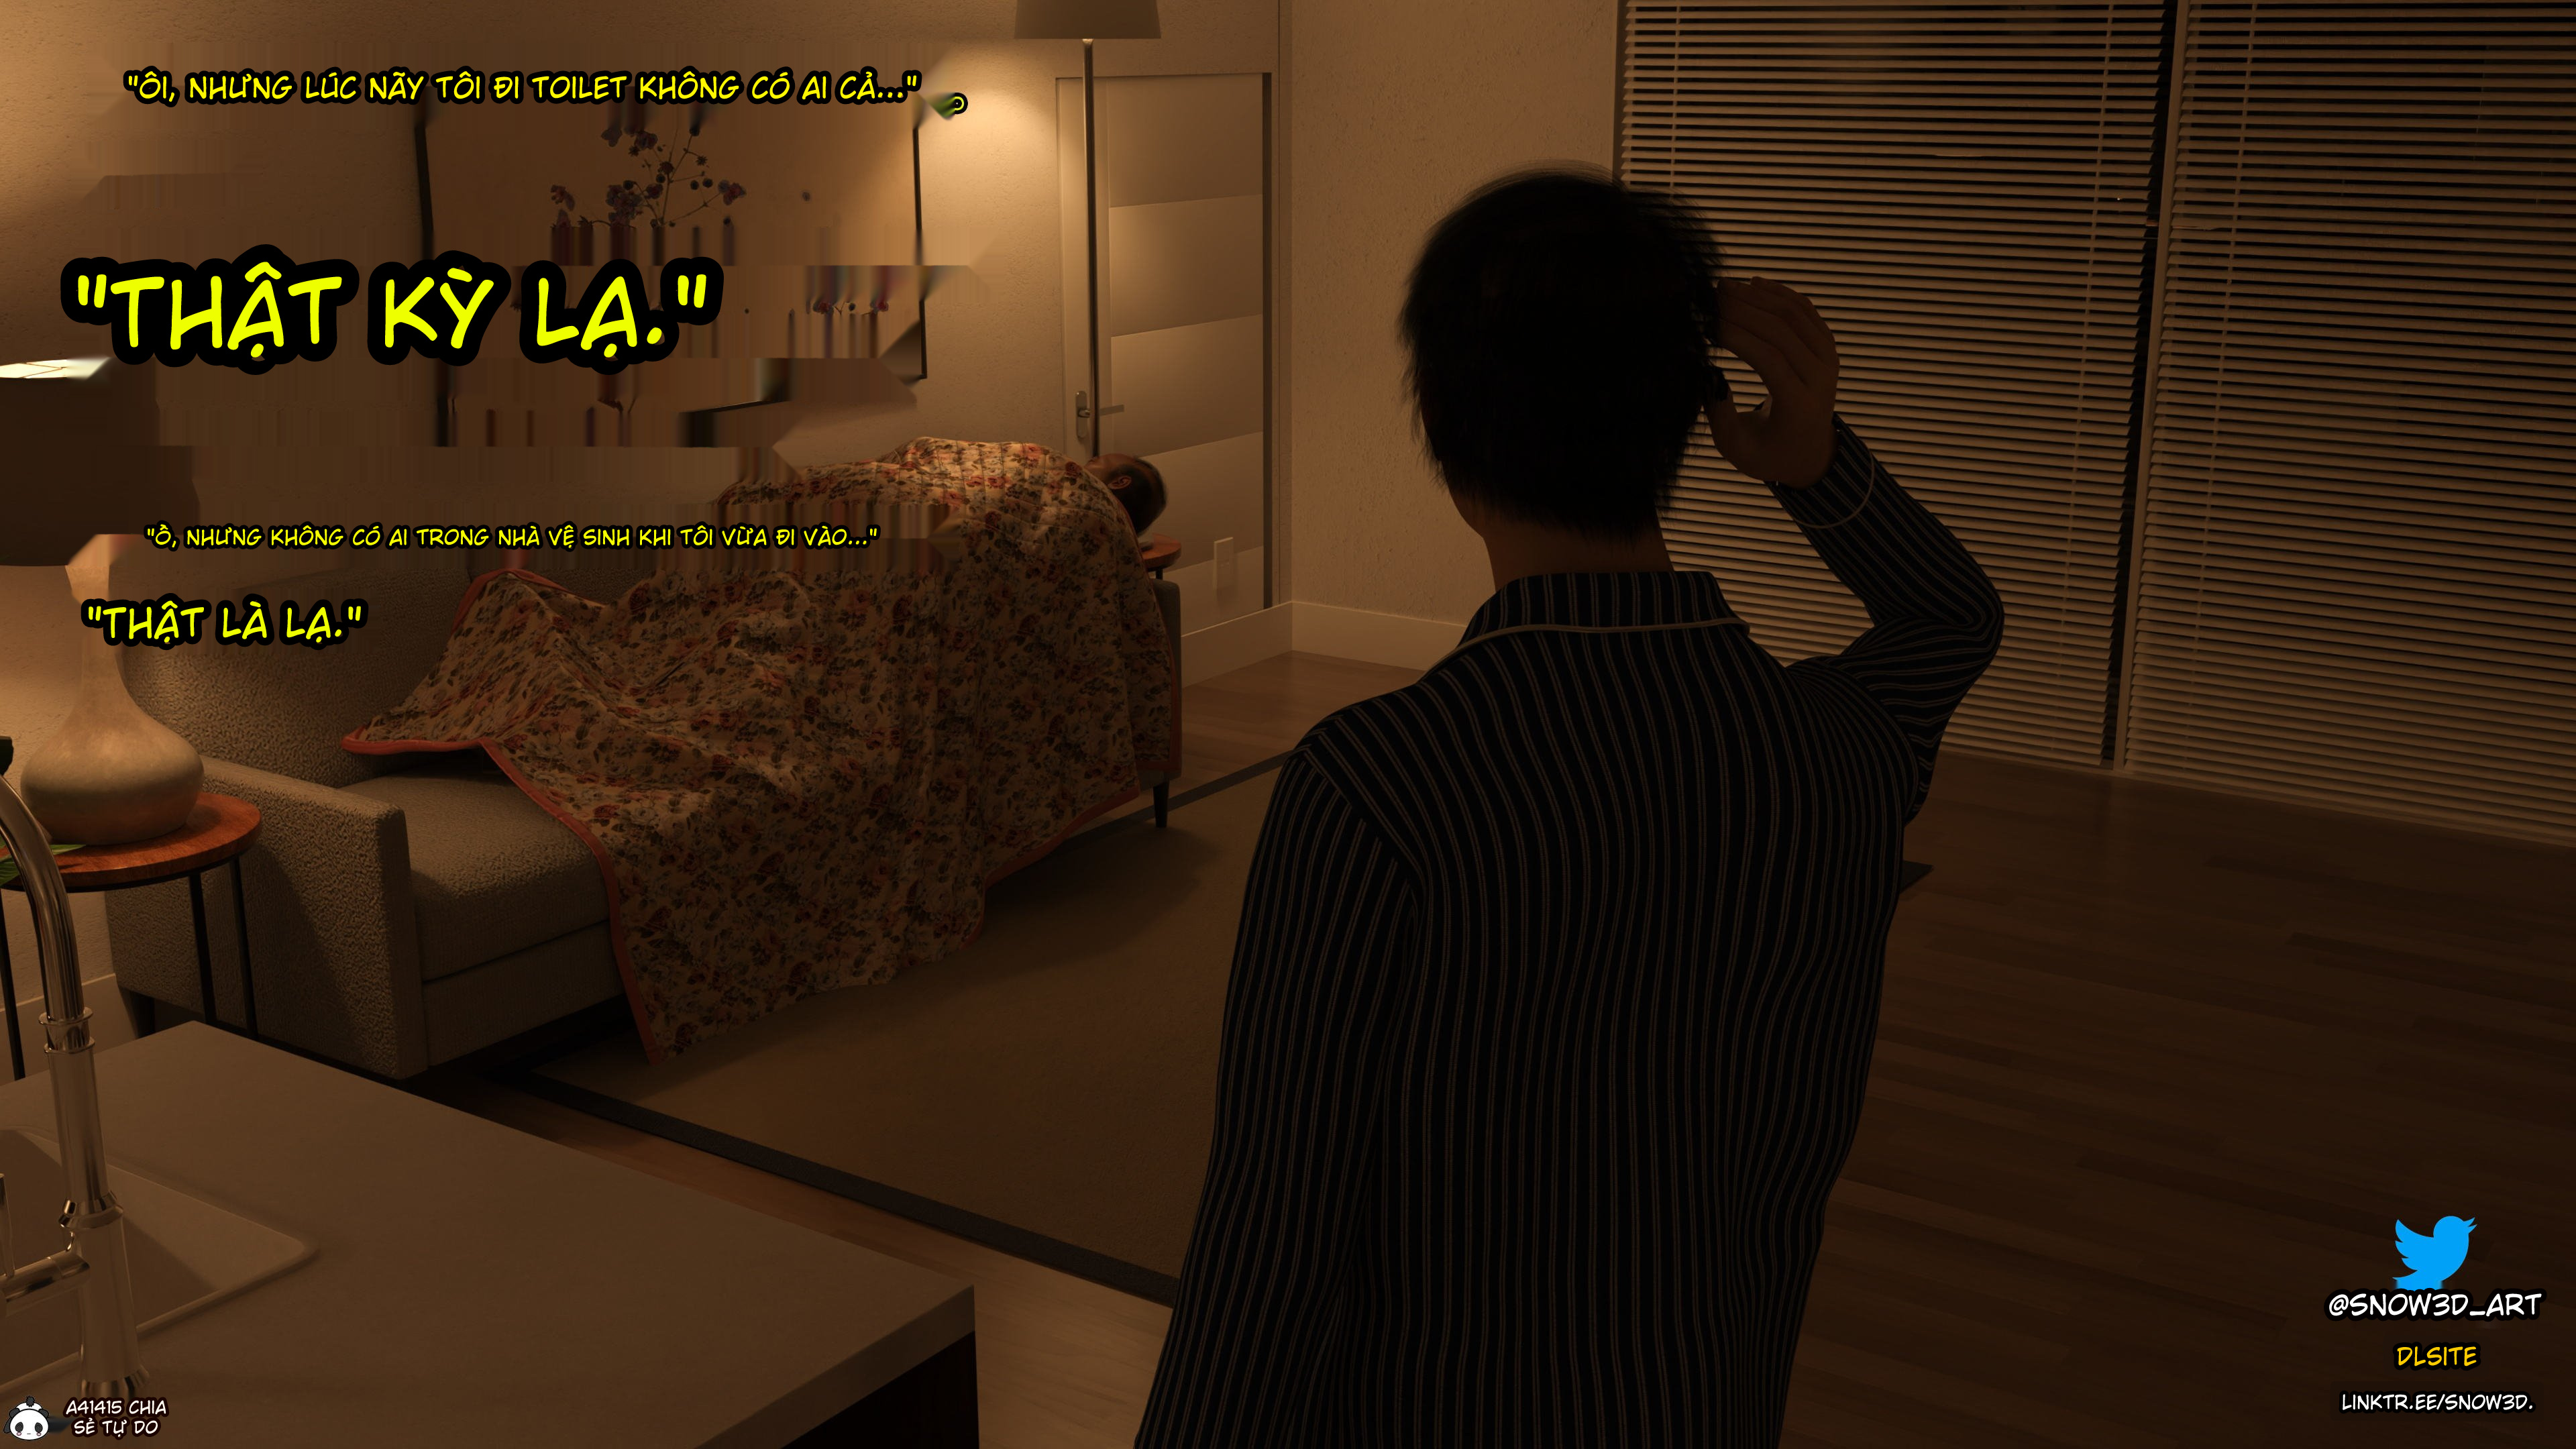 "ÔI, NHƯNG LÚC NÃY TÔI ĐI TOILET KHÔNG CÓ AI CẢ..."
"THẬT KỲ LẠ."
"Ồ, NHƯNG KHÔNG CÓ AI TRONG NHÀ VỆ SINH KHI TÔI VỪA ĐI VÀO..."
"THẬT LÀ LẠ."
@SNOW3D_ART
DLSITE
LINKTR.EE/SNOW3D.
A41415 CHIA
SẺ TỰ DO